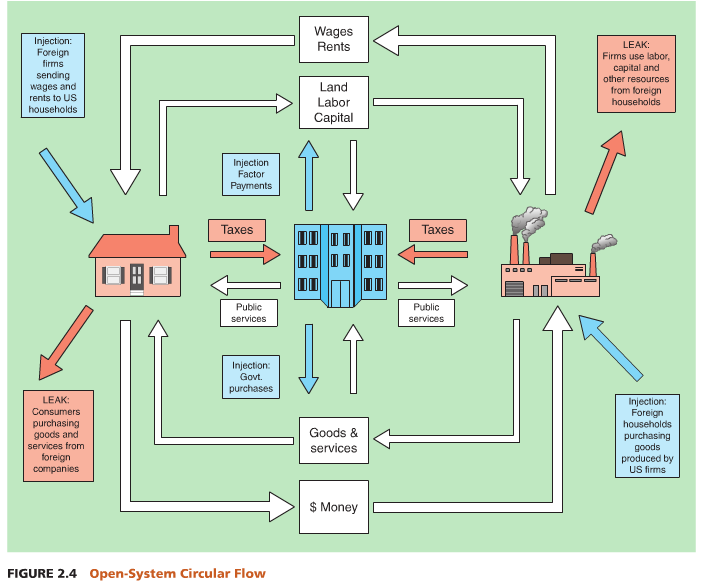 Injection:
Foreign
firms
sending
wages and
rents to US
households
Wages
Rents
LEAK:
Firms use labor,
capital and
other resources
from foreign
households
Land
Labor
Capital
Injection
Factor
Payments
Taxes
Taxes
Public
services
Public
services
Injection:
Govt.
purchases
LEAK:
Consumers
purchasing
goods and
services from
foreign
companies
Goods &
services
Injection:
Foreign
households
purchasing
goods
produced by
US firms
$ Money
FIGURE 2.4 Open-System Circular Flow